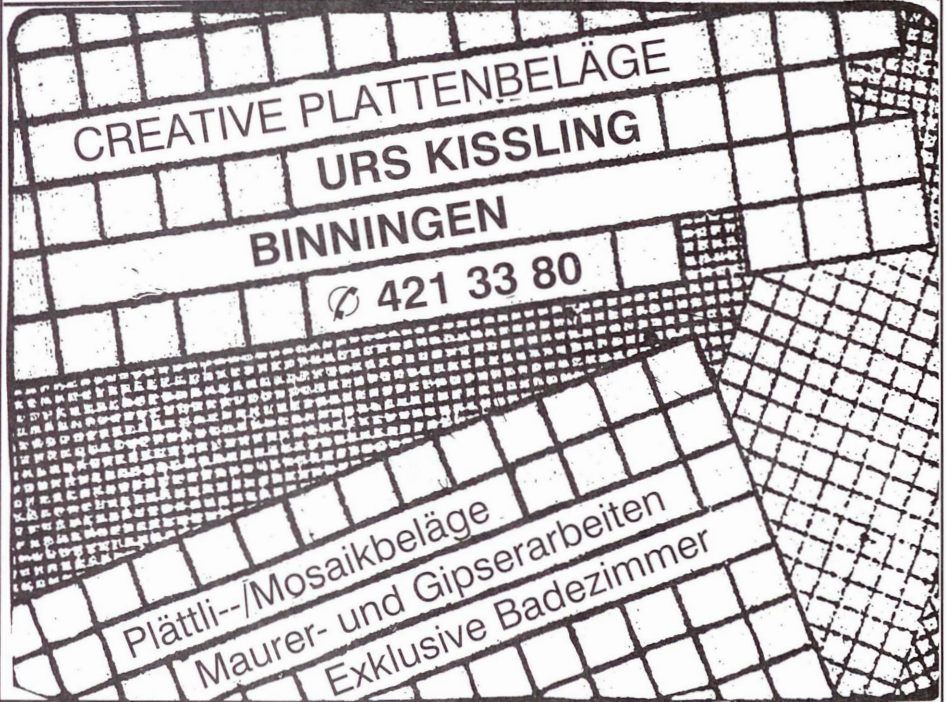 CREATIVE PLATTENBELÄGE
URS KISSLING
BINNINGEN
✆ 421 33 80
Plättli--/Mosaikbeläge
Maurer- und Gipserarbeiten
Exklusive Badezimmer